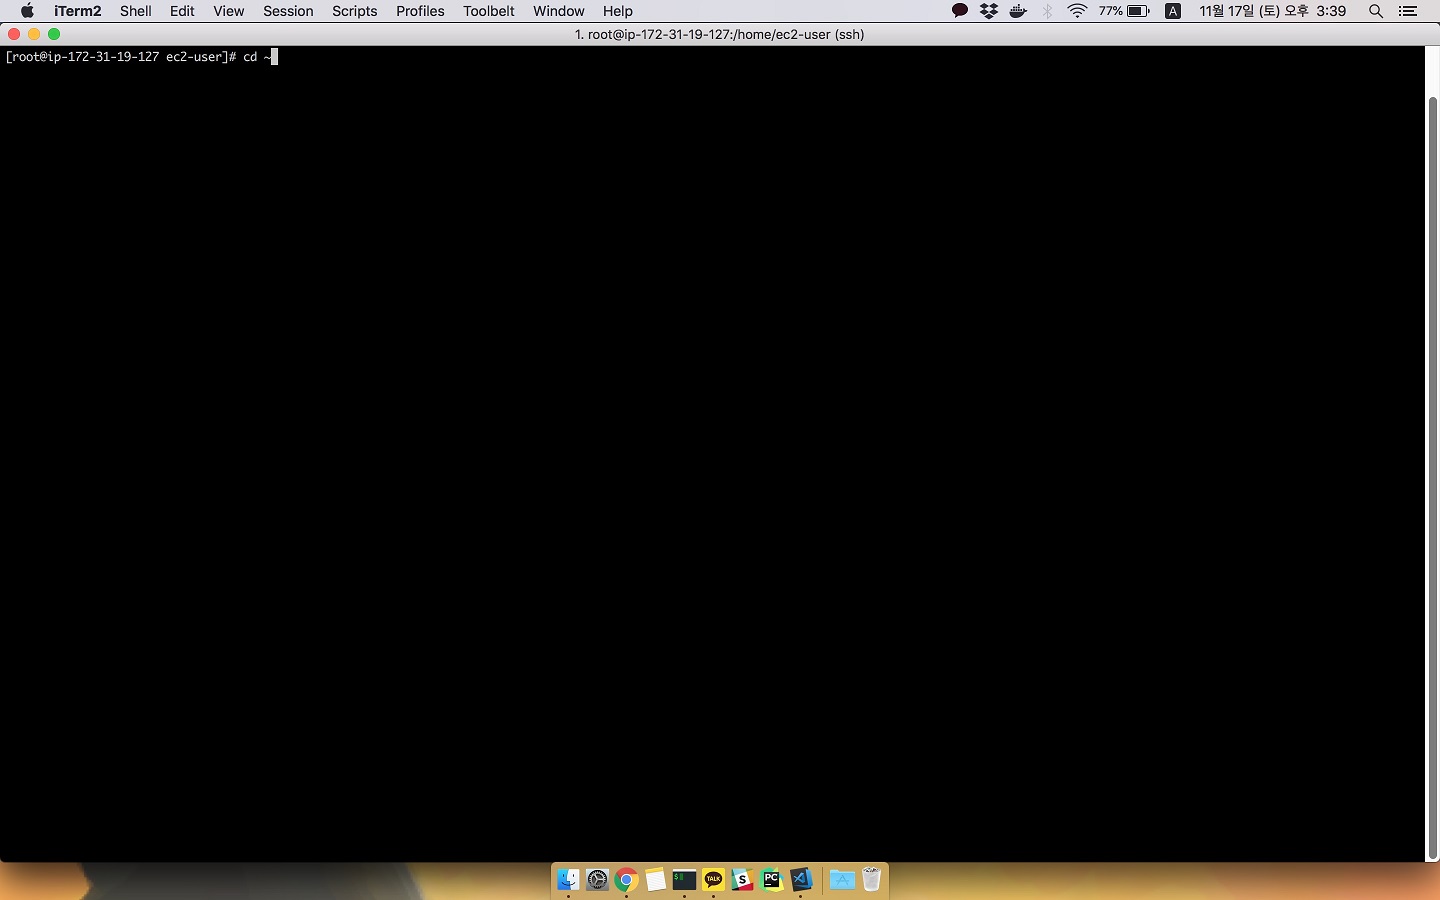 iTerm2 Shell Edit View Session Scripts Profiles Toolbelt Window Help 77% A 11월 17일 (토) 오후 3:39
1. root@ip-172-31-19-127:/home/ec2-user (ssh)
[root@ip-172-31-19-127 ec2-user]# cd ~
$ TALK S PC